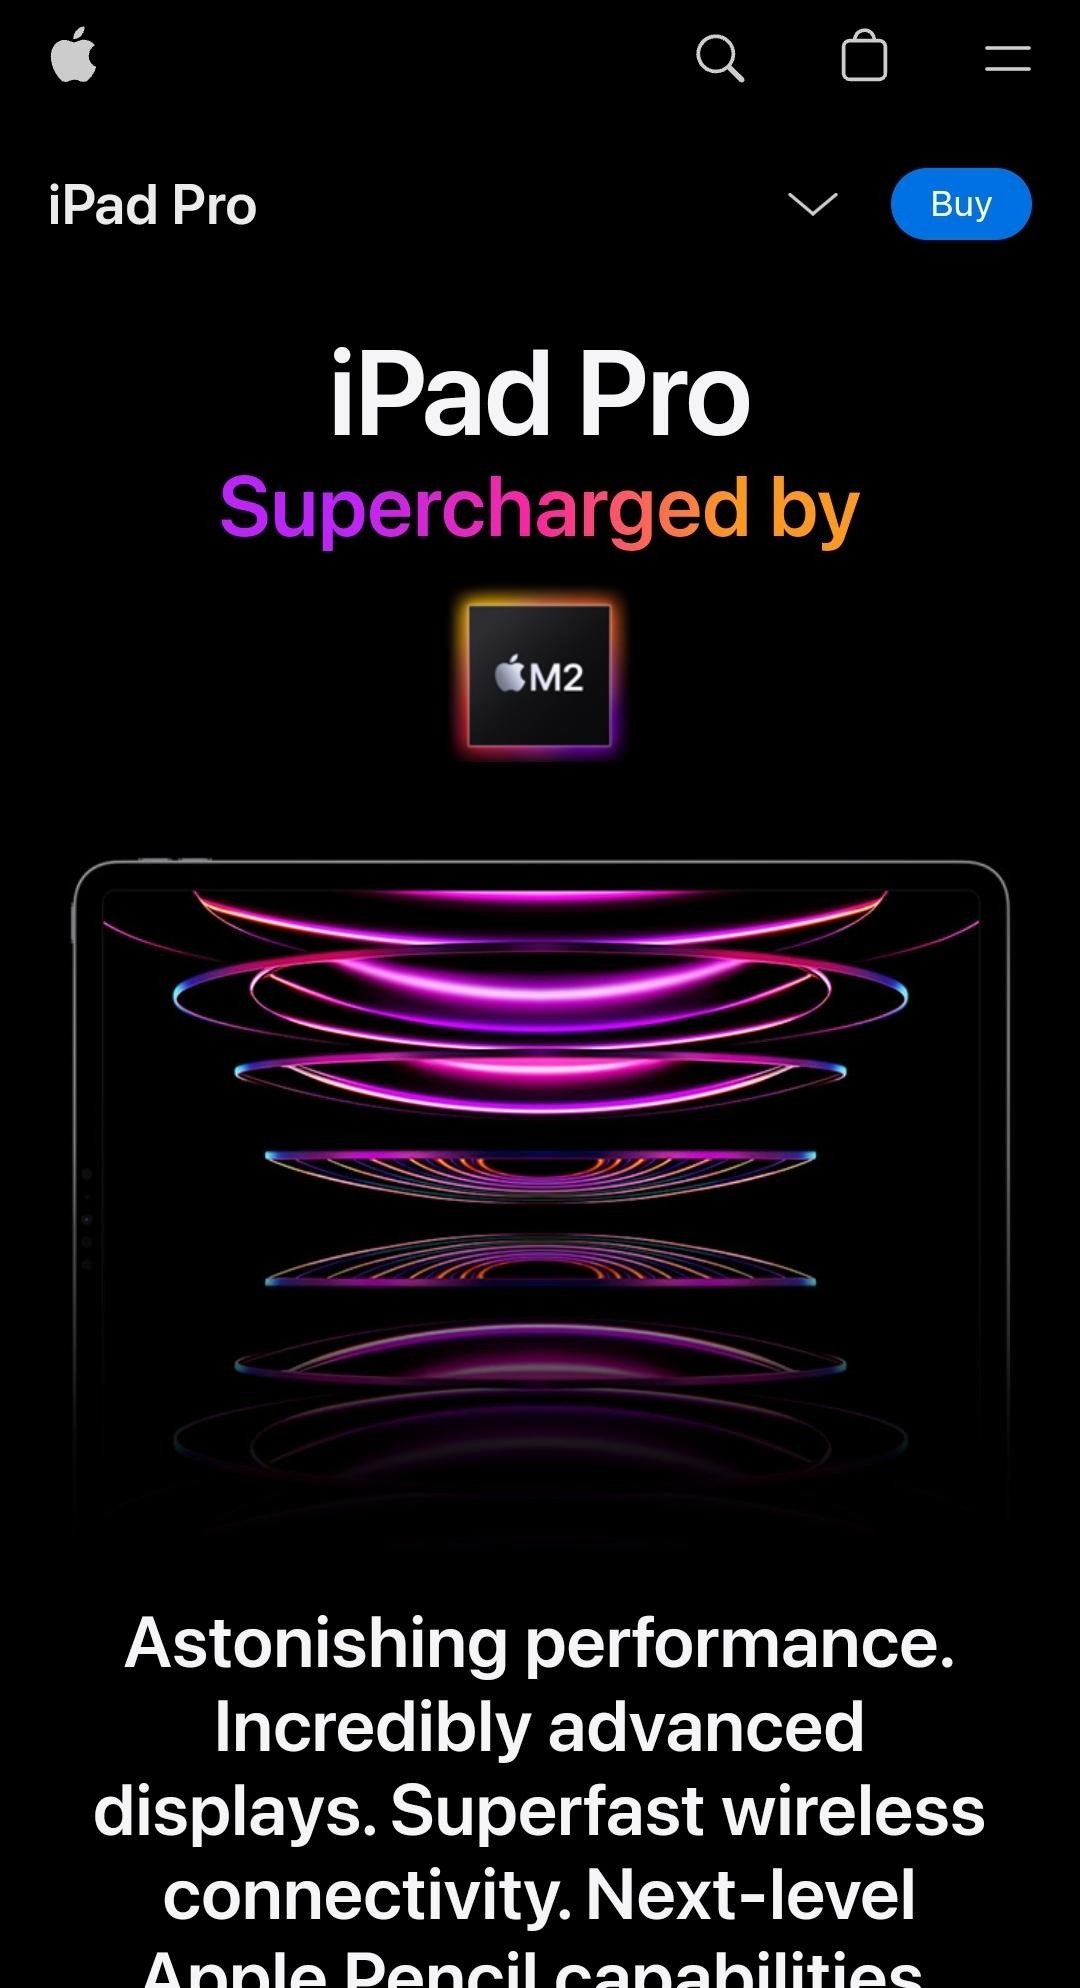 iPad Pro
Buy
iPad Pro
Supercharged by
M2
Astonishing performance.
Incredibly advanced
displays. Superfast wireless
connectivity. Next-level
Apple Pencil capabilities.